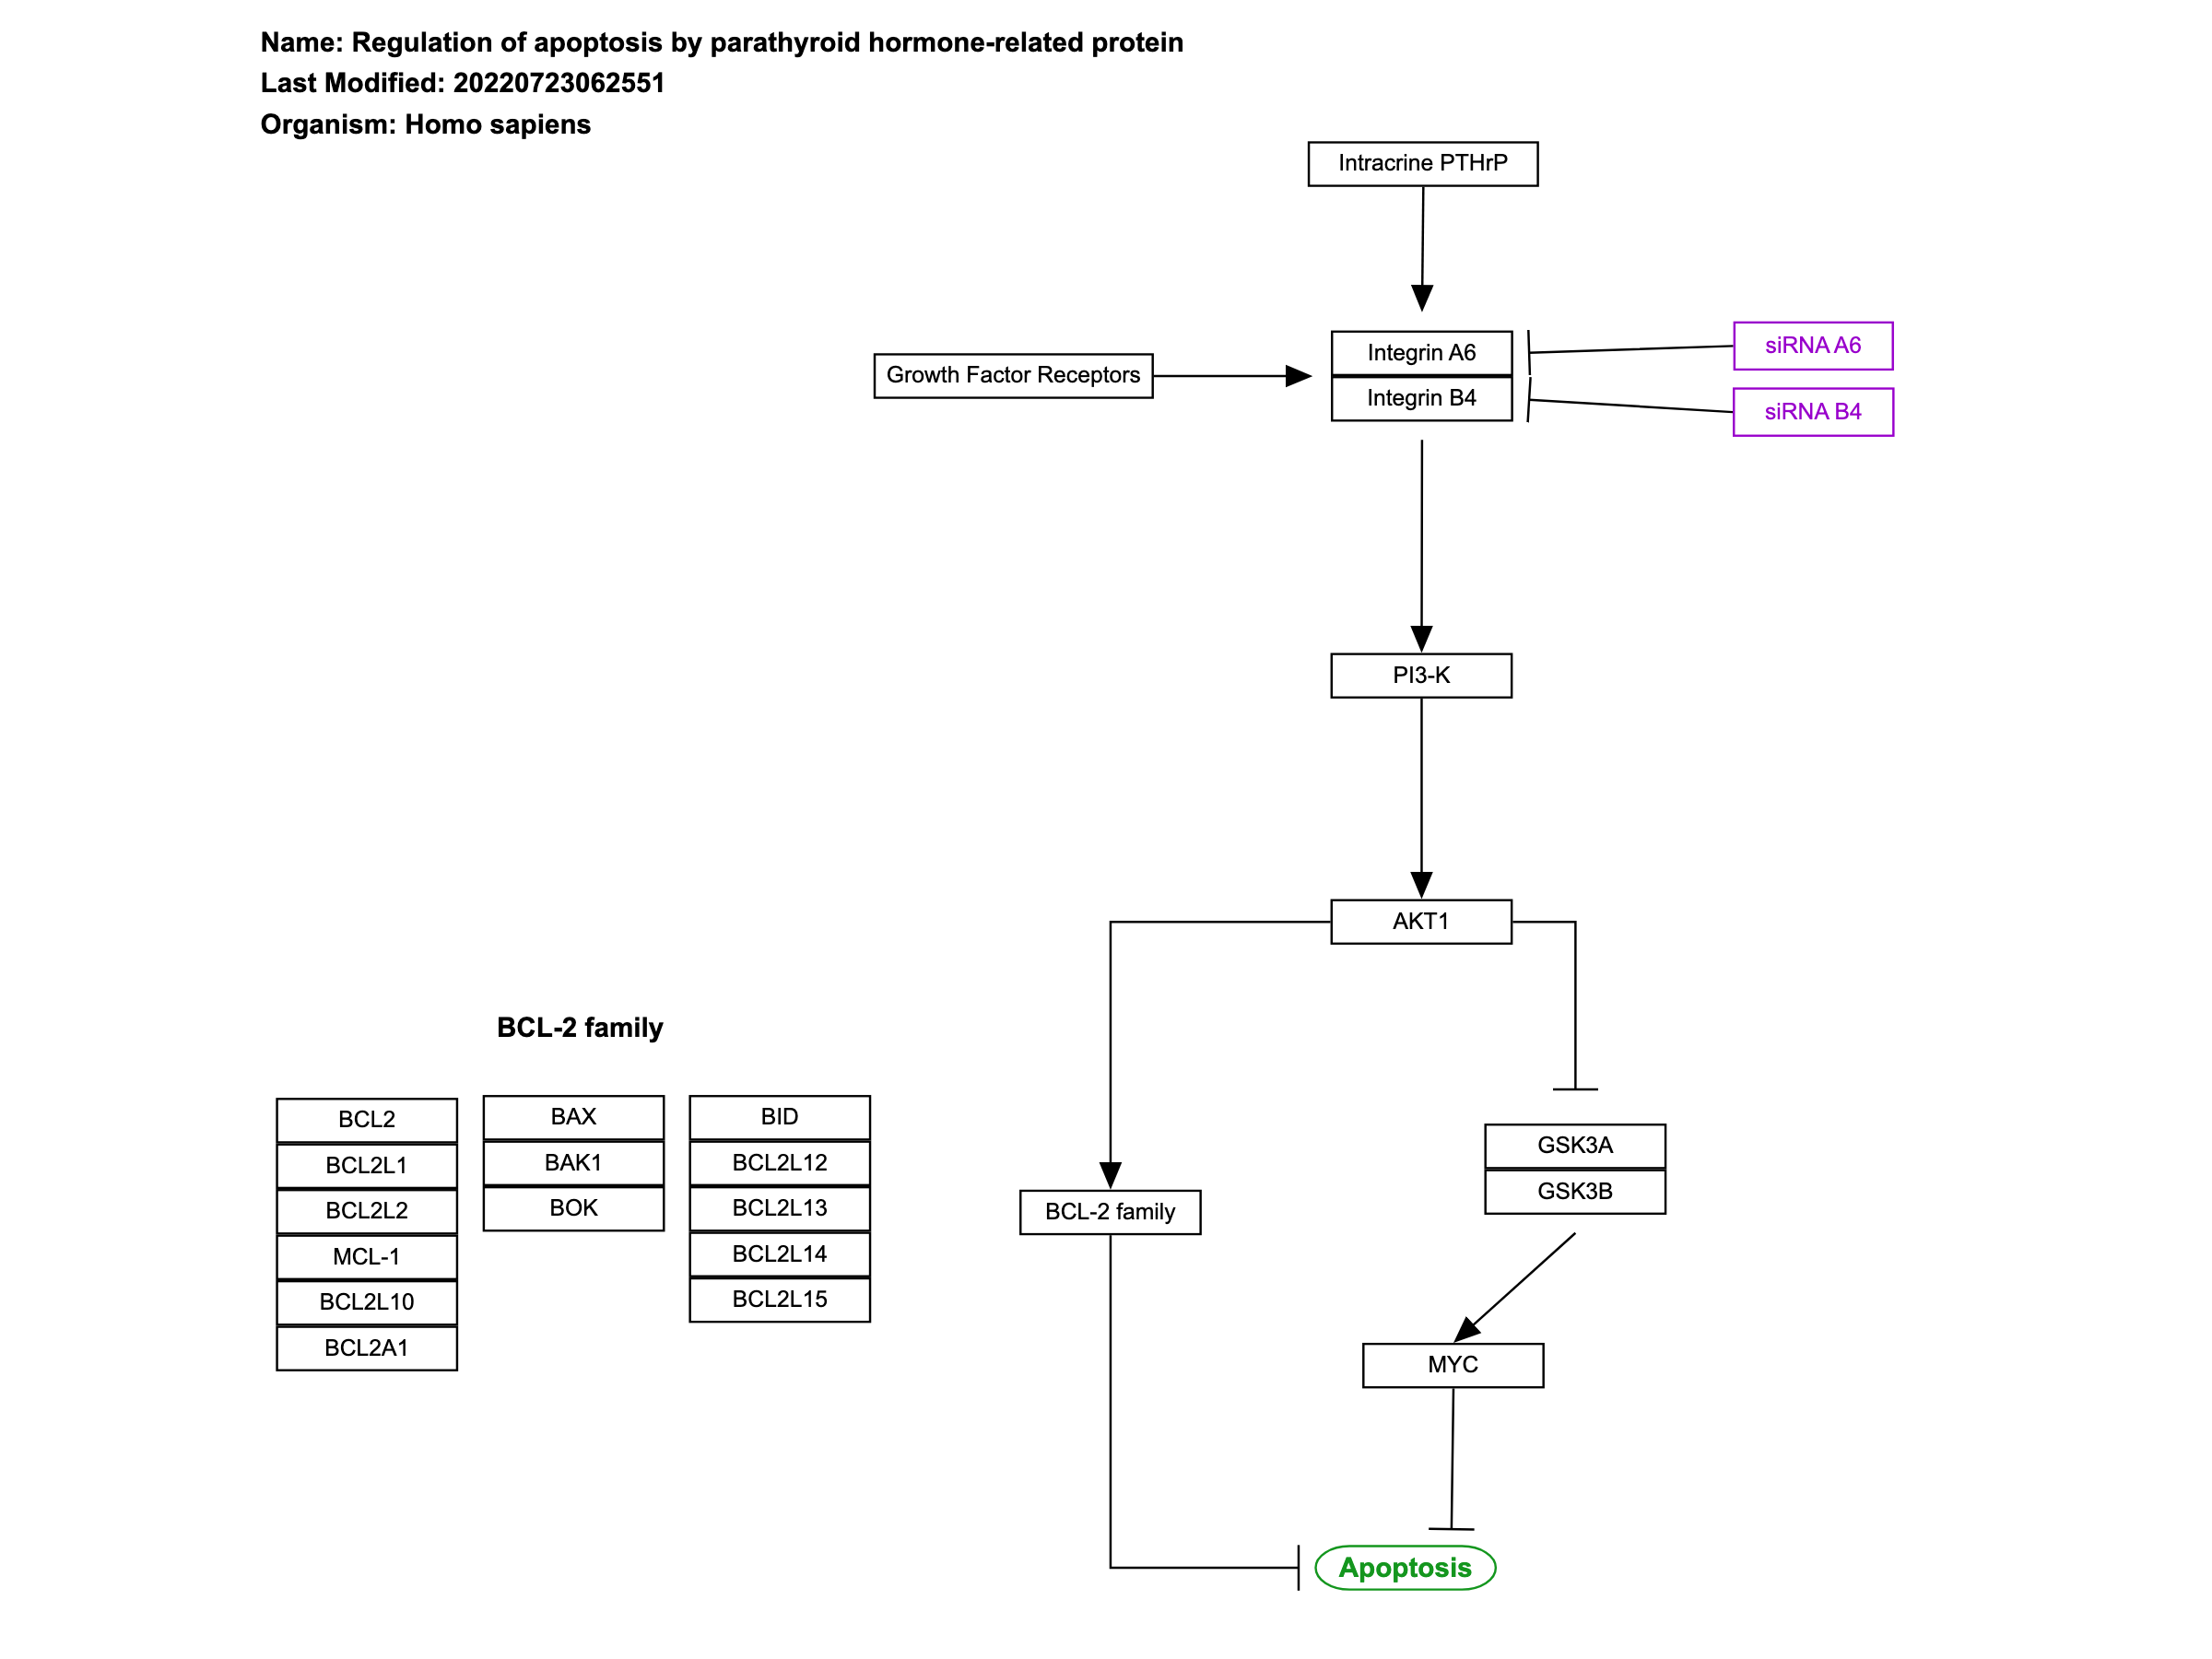 Name: Regulation of apoptosis by parathyroid hormone-related protein
Last Modified: 20220723062551
Organism: Homo sapiens
Intracrine PTHrP
Growth Factor Receptors
Integrin A6
Integrin B4
siRNA A6
siRNA B4
PI3-K
AKT1
BCL-2 family
BCL2
BCL2L1
BCL2L2
MCL-1
BCL2L10
BCL2A1
BAX
BAK1
BOK
BID
BCL2L12
BCL2L13
BCL2L14
BCL2L15
BCL-2 family
GSK3A
GSK3B
MYC
Apoptosis